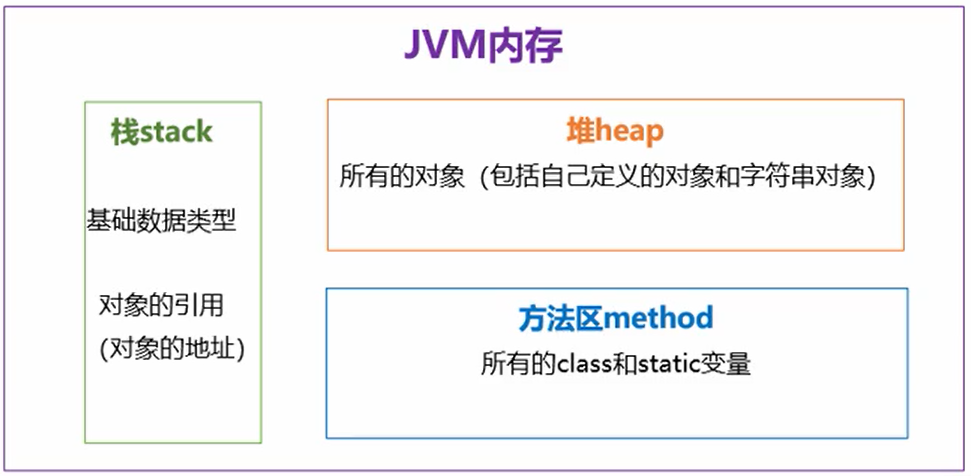 JVM内存
栈stack
基础数据类型
对象的引用
(对象的地址)
堆heap
所有的对象（包括自己定义的对象和字符串对象）
方法区method
所有的class和static变量